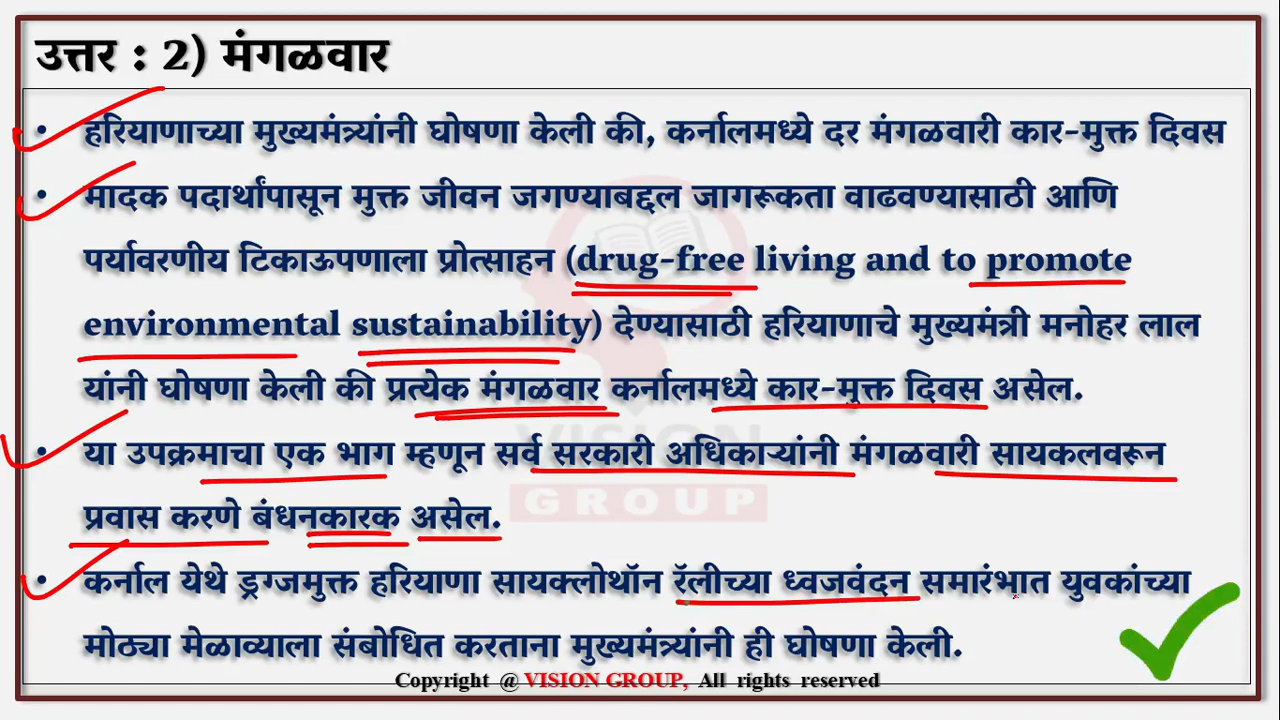 उत्तर : 2) मंगळवार
• हरियाणाच्या मुख्यमंत्र्यांनी घोषणा केली की, कर्नालमध्ये दर मंगळवारी कार-मुक्त दिवस
• मादक पदार्थांपासून मुक्त जीवन जगण्याबद्दल जागरूकता वाढवण्यासाठी आणि
पर्यावरणीय टिकाऊपणाला प्रोत्साहन (drug-free living and to promote
environmental sustainability) देण्यासाठी हरियाणाचे मुख्यमंत्री मनोहर लाल
यांनी घोषणा केली की प्रत्येक मंगळवार कर्नालमध्ये कार-मुक्त दिवस असेल.
• या उपक्रमाचा एक भाग म्हणून सर्व सरकारी अधिकाऱ्यांनी मंगळवारी सायकलवरून
प्रवास करणे बंधनकारक असेल.
• कर्नाल येथे ड्रग्जमुक्त हरियाणा सायक्लोथॉन रॅलीच्या ध्वजवंदन समारंभात युवकांच्या
मोठ्या मेळाव्याला संबोधित करताना मुख्यमंत्र्यांनी ही घोषणा केली.
VISION
GROUP
Copyright @ VISION GROUP, All rights reserved